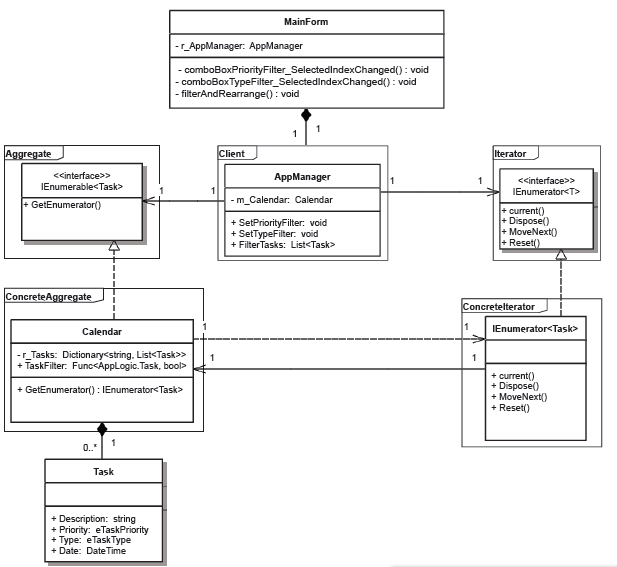 MainForm
- r_AppManager: AppManager
- comboBoxPriorityFilter_SelectedIndexChanged() : void
- comboBoxTypeFilter_SelectedIndexChanged() : void
- filterAndRearrange() : void
1
1
Aggregate
<<interface>>
IEnumerable<Task>
+ GetEnumerator()
1
1
Client
AppManager
- m_Calendar: Calendar
+ SetPriorityFilter: void
+ SetTypeFilter: void
+ FilterTasks: List<Task>
1
1
Iterator
<<interface>>
IEnumerator<T>
+ current()
+ Dispose()
+ MoveNext()
+ Reset()
ConcreteAggregate
Calendar
- r_Tasks: Dictionary<string, List<Task>>
+ TaskFilter: Func<AppLogic.Task, bool>
+ GetEnumerator() : IEnumerator<Task>
1
1
1
1
ConcreteIterator
IEnumerator<Task>
+ current()
+ Dispose()
+ MoveNext()
+ Reset()
1
0..*
Task
+ Description: string
+ Priority: eTaskPriority
+ Type: eTaskType
+ Date: DateTime